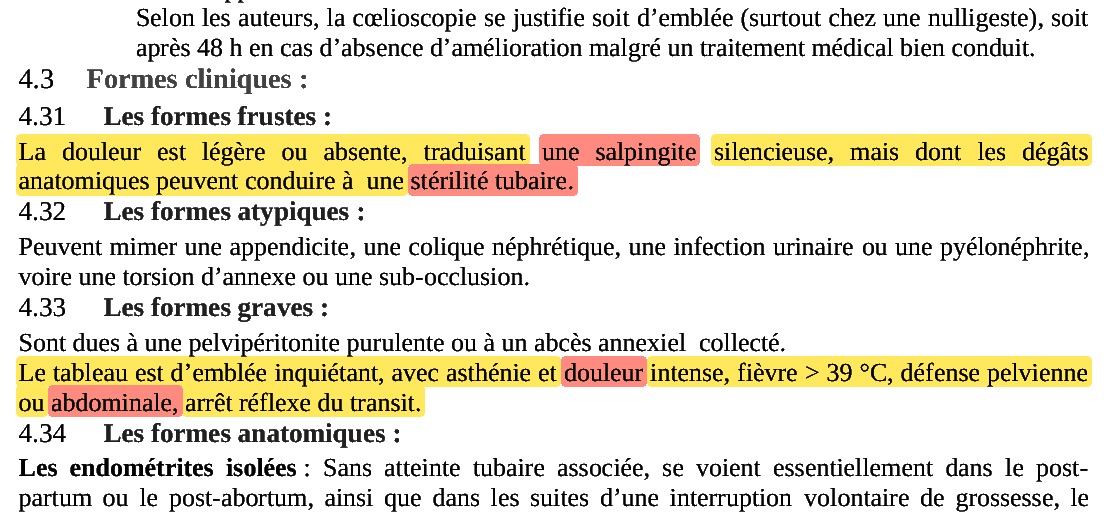 Selon les auteurs, la cœlioscopie se justifie soit d’emblée (surtout chez une nulligeste), soit
après 48 h en cas d’absence d’amélioration malgré un traitement médical bien conduit.
4.3 Formes cliniques :
4.31 Les formes frustes :
La douleur est légère ou absente, traduisant une salpingite silencieuse, mais dont les dégâts
anatomiques peuvent conduire à une stérilité tubaire.
4.32 Les formes atypiques :
Peuvent mimer une appendicite, une colique néphrétique, une infection urinaire ou une pyélonéphrite,
voire une torsion d’annexe ou une sub-occlusion.
4.33 Les formes graves :
Sont dues à une pelvipéritonite purulente ou à un abcès annexiel collecté.
Le tableau est d’emblée inquiétant, avec asthénie et douleur intense, fièvre > 39 °C, défense pelvienne
ou abdominale, arrêt réflexe du transit.
4.34 Les formes anatomiques :
Les endométrites isolées : Sans atteinte tubaire associée, se voient essentiellement dans le post-
partum ou le post-abortum, ainsi que dans les suites d’une interruption volontaire de grossesse, le